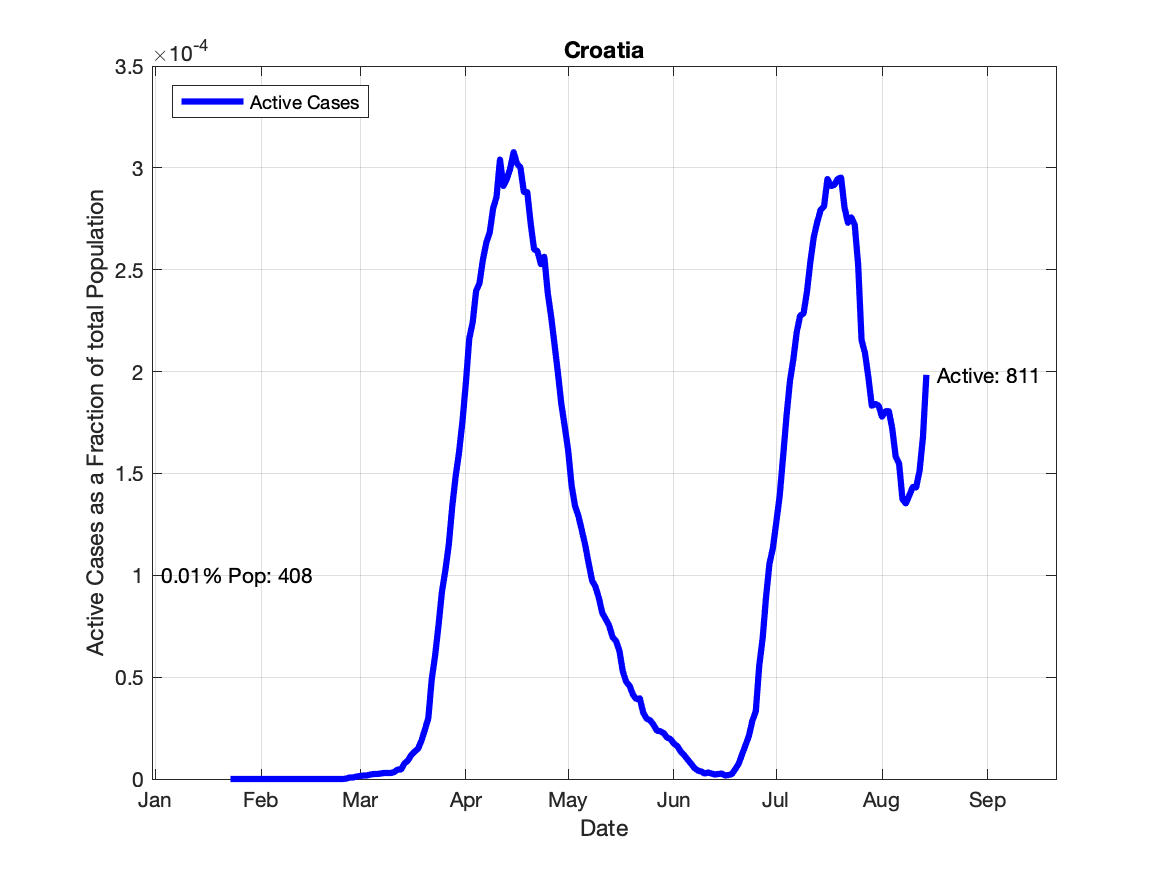 Croatia
×10-4
3.5
3
2.5
2
1.5
1
0.5
0
Active Cases
Active: 811
0.01% Pop: 408
Active Cases as a Fraction of total Population
Jan Feb Mar Apr May Jun Jul Aug Sep
Date